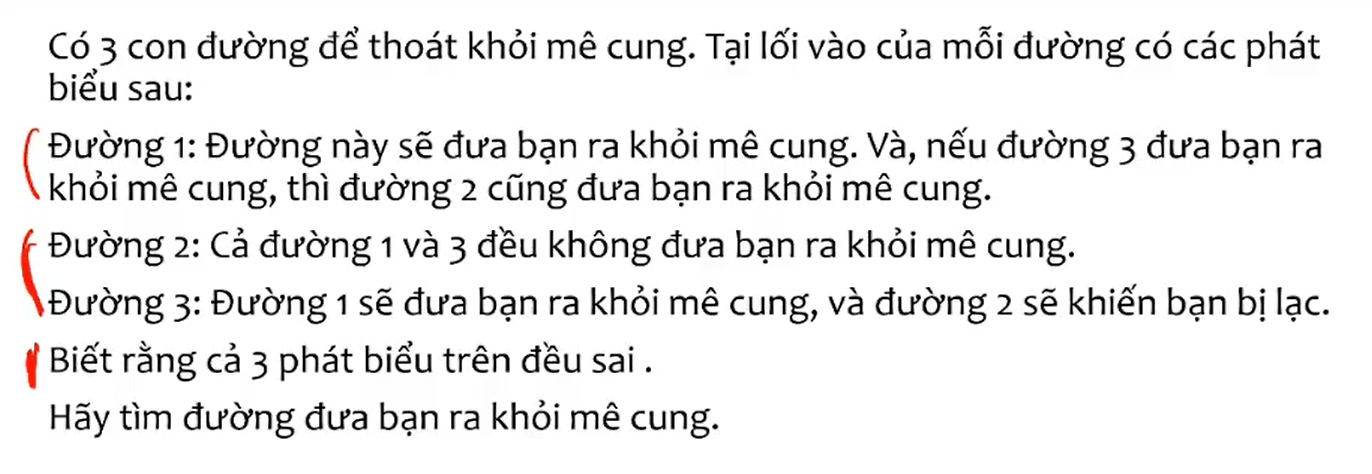 Có 3 con đường để thoát khỏi mê cung. Tại lối vào của mỗi đường có các phát
biểu sau:
Đường 1: Đường này sẽ đưa bạn ra khỏi mê cung. Và, nếu đường 3 đưa bạn ra
khỏi mê cung, thì đường 2 cũng đưa bạn ra khỏi mê cung.
Đường 2: Cả đường 1 và 3 đều không đưa bạn ra khỏi mê cung.
Đường 3: Đường 1 sẽ đưa bạn ra khỏi mê cung, và đường 2 sẽ khiến bạn bị lạc.
Biết rằng cả 3 phát biểu trên đều sai .
Hãy tìm đường đưa bạn ra khỏi mê cung.